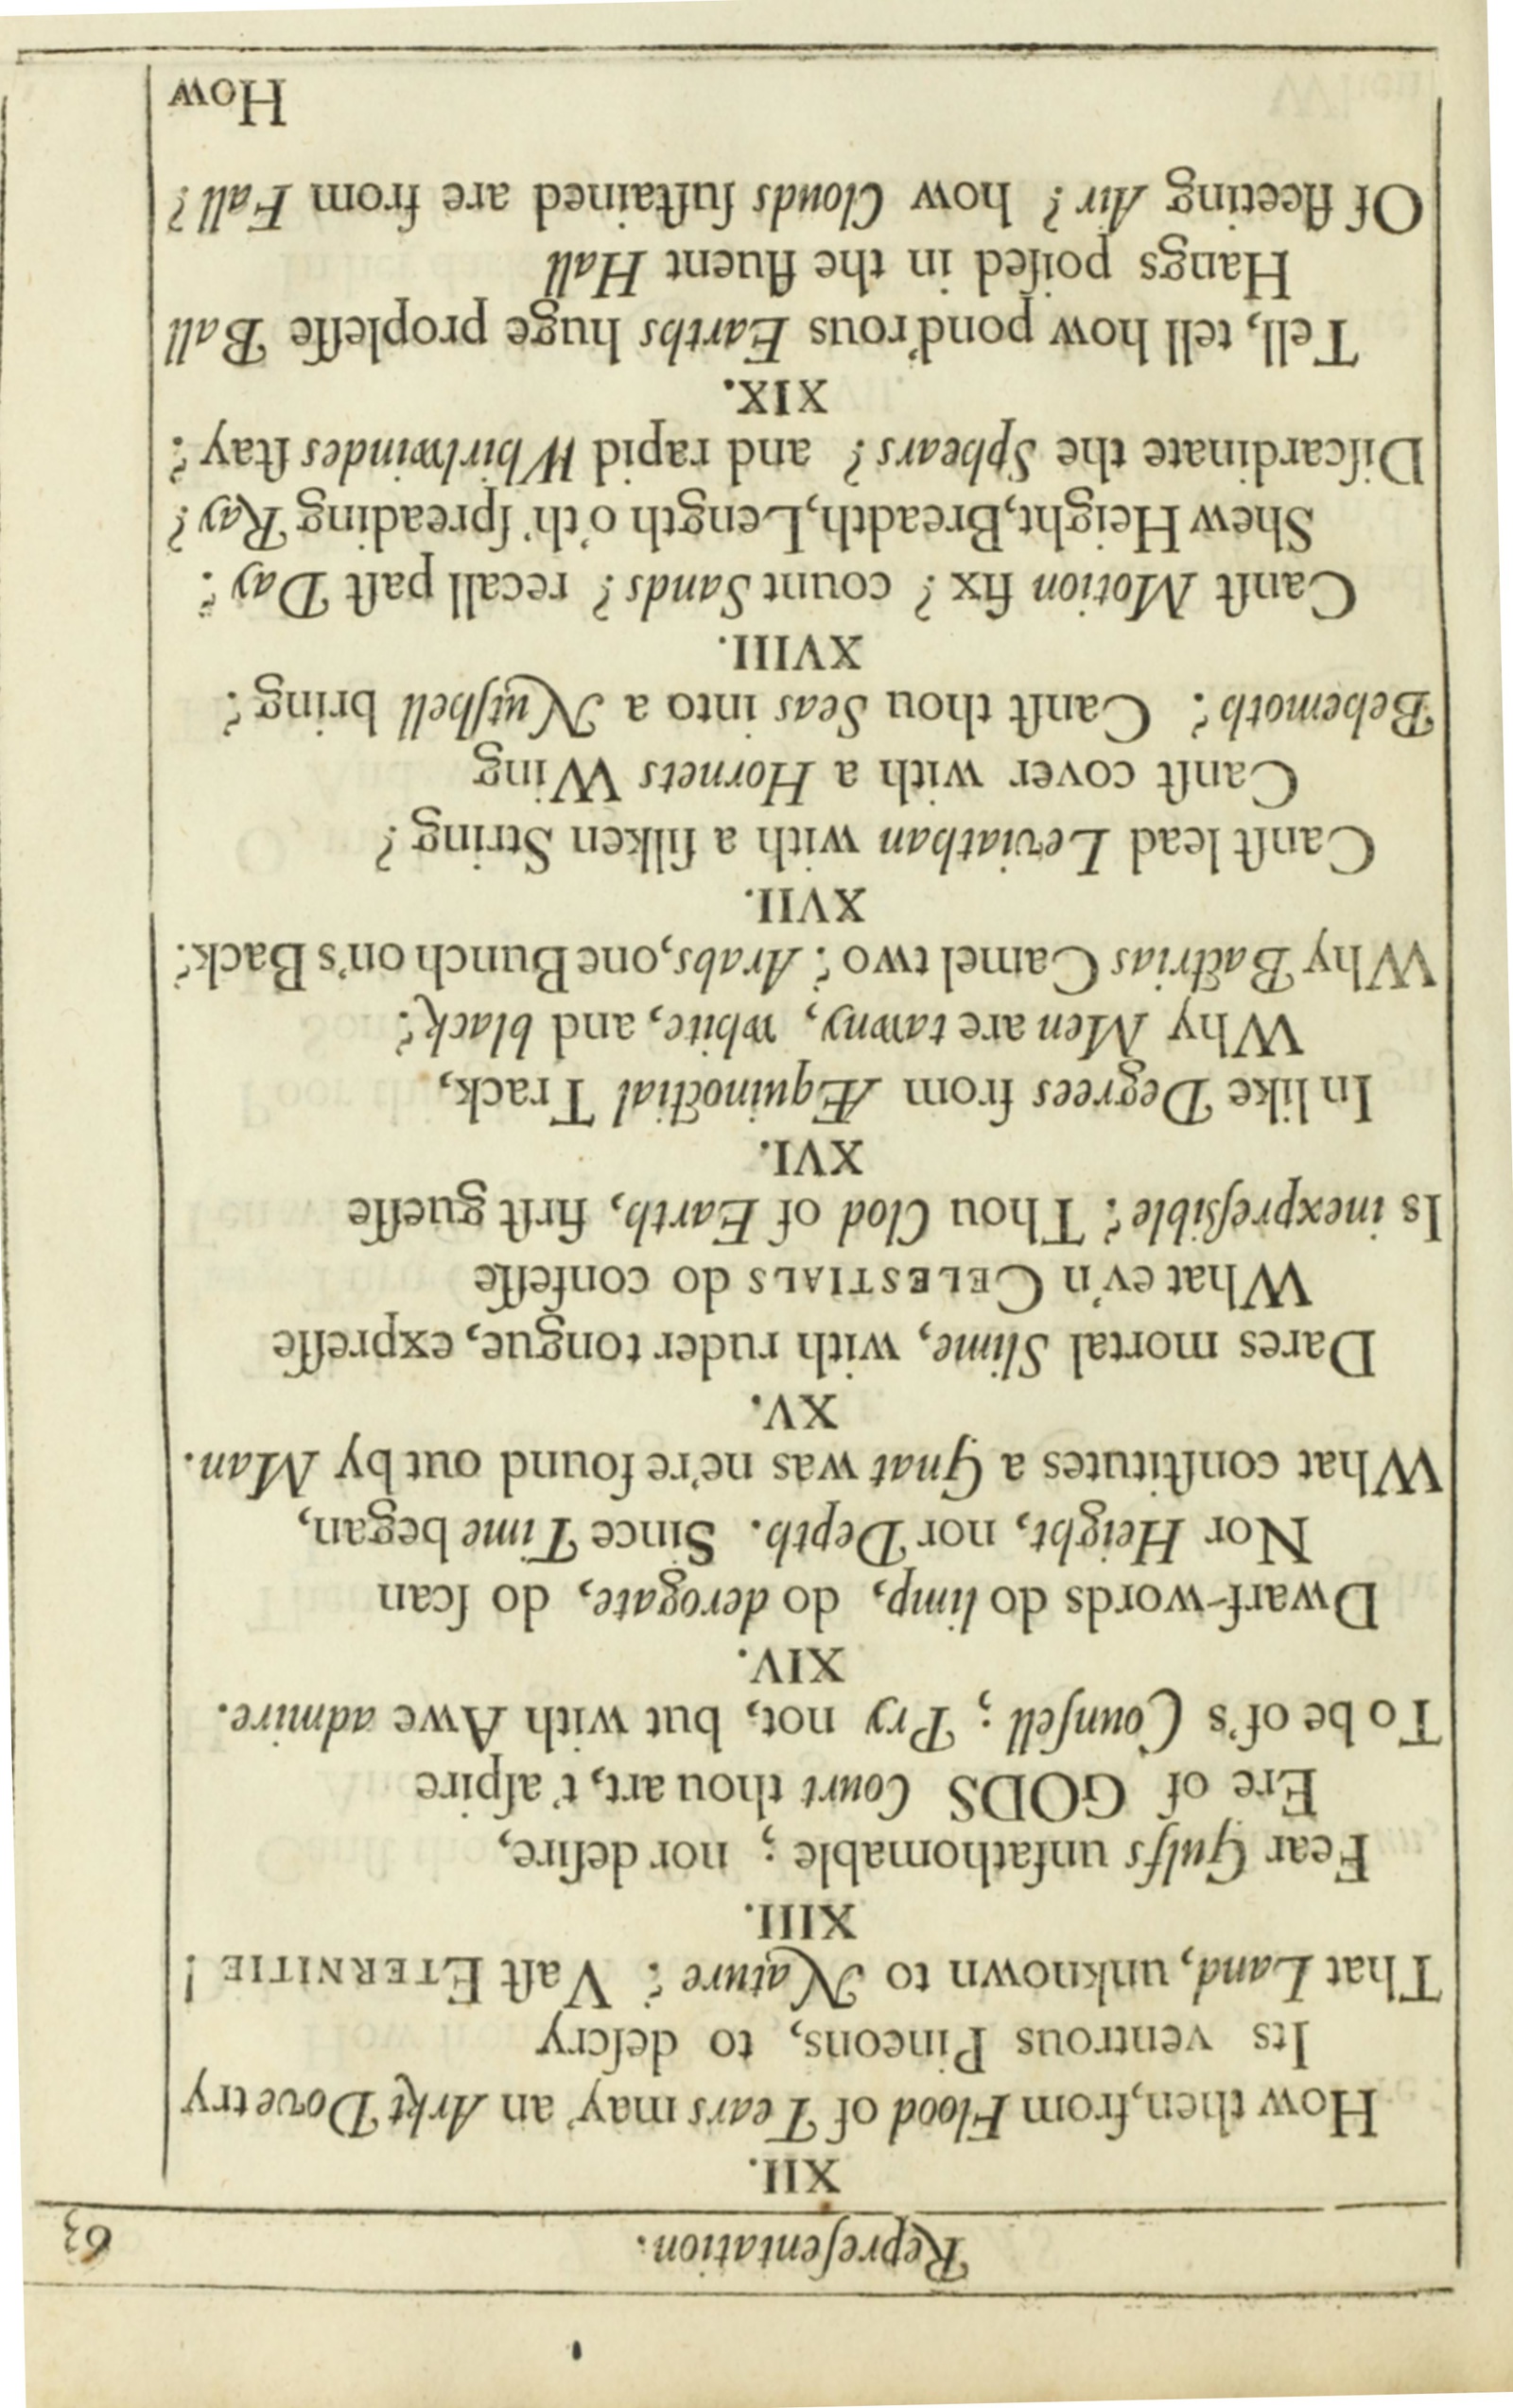 Repreſentation. 63
XII.
How then, from Flood of Tears may an Arks Dove try
Its ventrous Pineons, to deſcry
That Land, unknown to Nature? Vaſt ETERNITIE!
XIII.
Fear Gulfs unfathomable; nor deſire,
Ere of GODS Court thou art, t'aſpire
To be of's Counſell; Pry not, but with Awe admire.
XIV.
Dwarf-words do limp, do derogate, do ſcan
Nor Height, nor Depth. Since Time began,
What conſtitutes a Gnat was ne're found out by Man.
XV.
Dares mortal Slime, with ruder tongue, expreſſe
What ev'n CELESTIALS do confeſſe
Is inexpreſsible? Thou Clod of Earth, firſt gueſſe
XVI.
In like Degrees from Æquinoctial Track,
Why Men are tawny, white, and black?
Why Bactrias Camel two? Arabs, one Bunch on's Back?
XVII.
Canſt lead Leviathan with a ſilken String?
Canſt cover with a Hornets Wing
Behemoth? Canſt thou Seas into a Nutſhell bring?
XVIII.
Canſt Motion fix? count Sands? recall paſt Day?
Shew Height, Breadth, Length o'th' ſpreading Ray?
Diſcardinate the Sphears? and rapid Whirlwindes ſtay?
XIX.
Tell, tell how pond'rous Earths huge propleſſe Ball
Hangs poiſed in the fluent Hall
Of fleeting Air? how Clouds ſuſtained are from Fall?
How